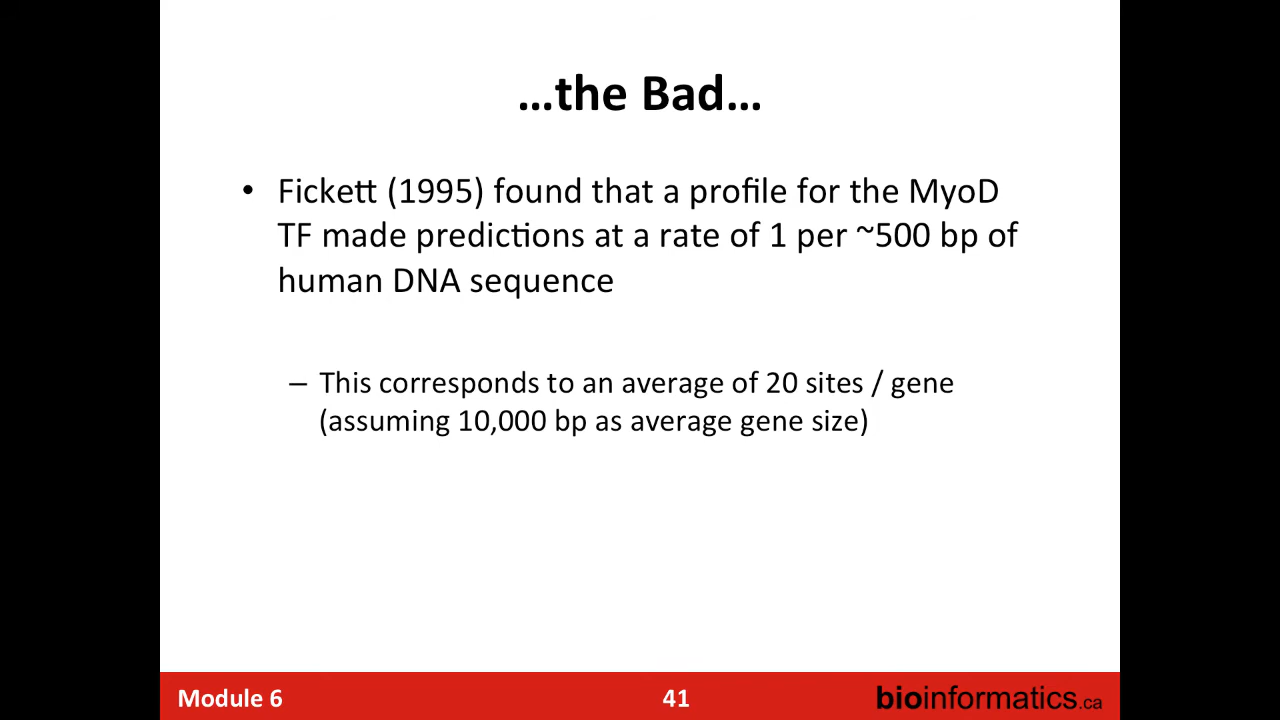 …the Bad…
• Fickett (1995) found that a profile for the MyoD
TF made predictions at a rate of 1 per ~500 bp of
human DNA sequence
– This corresponds to an average of 20 sites / gene
(assuming 10,000 bp as average gene size)
Module 6
41
bioinformatics.ca